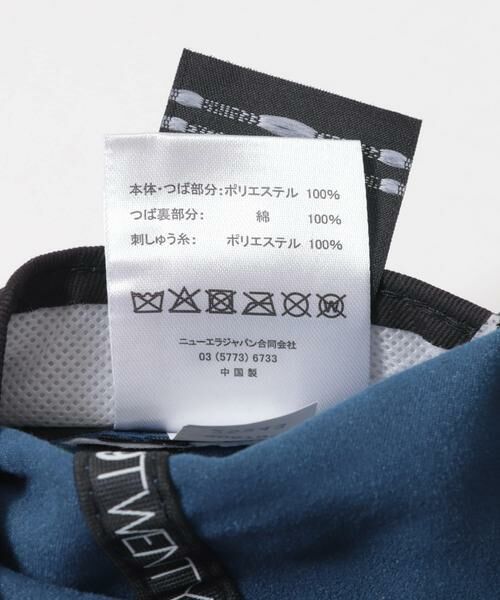 本体・つば部分：ポリエステル 100%
つば裏部分： 綿 100%
刺しゅう糸： ポリエステル 100%
W
ニューエラジャパン合同会社
03（5773）6733
中国製
TWENTY